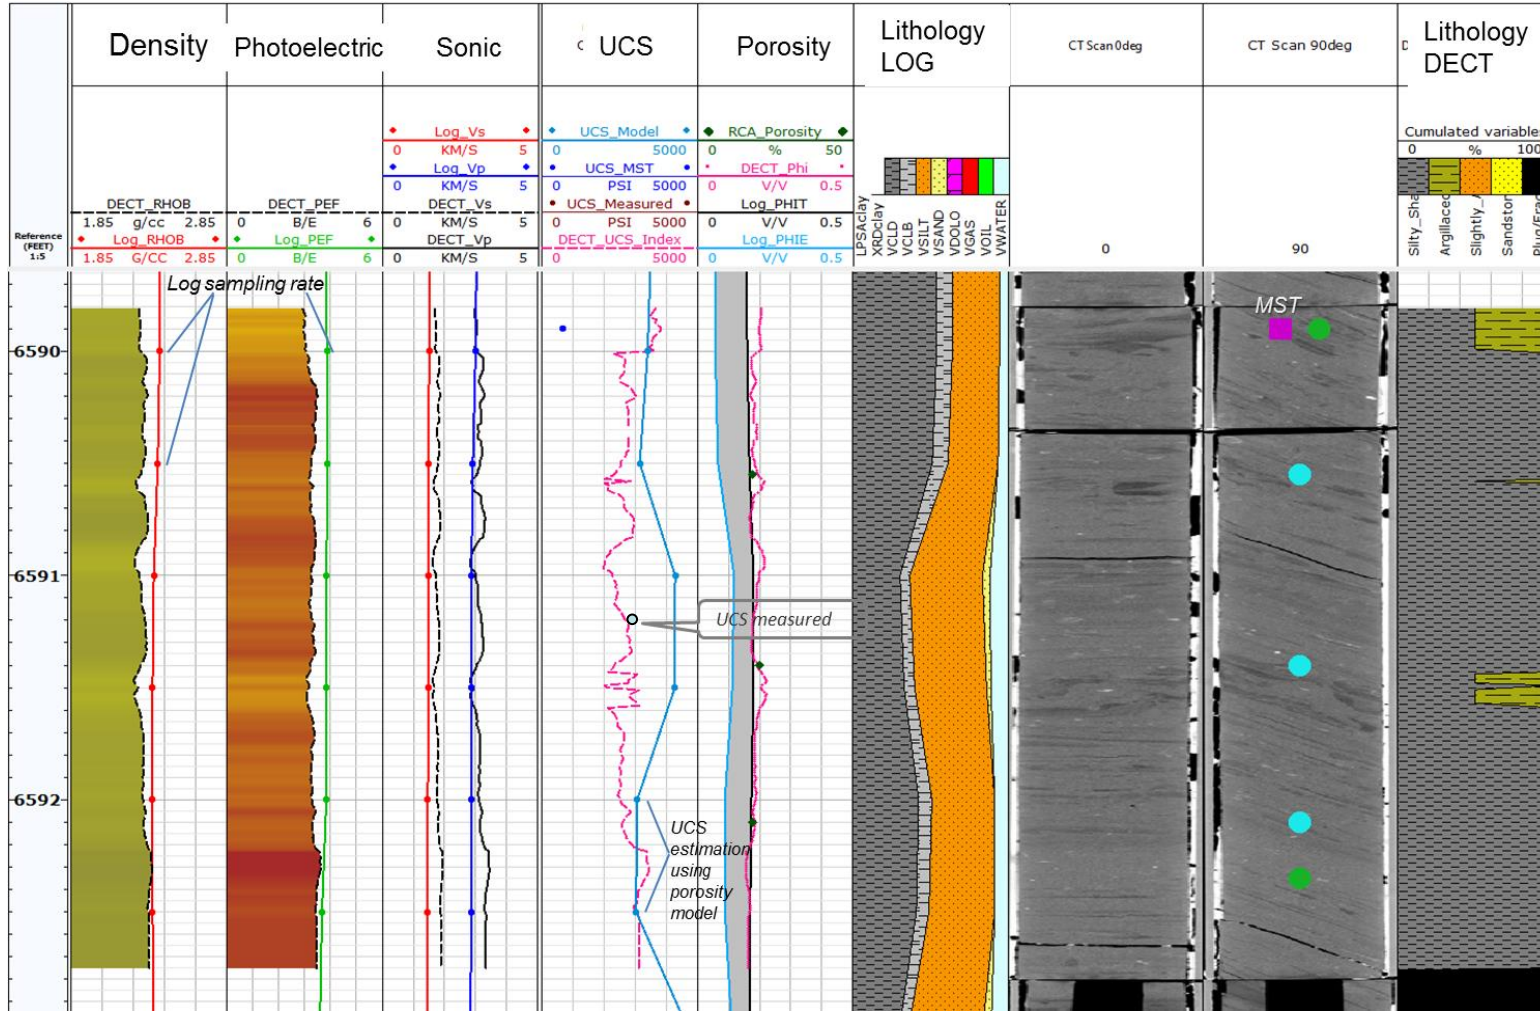 Density
Photoelectric
Sonic
UCS
Porosity
Lithology
LOG
CT Scan 0deg
CT Scan 90deg
Lithology
DECT
Reference
(FEET)
1:5
DECT_RHOB
1.85 g/cc 2.85
Log_RHOB
1.85 G/CC 2.85
DECT_PEF
0 B/E 6
Log_PEF
0 B/E 6
Log_Vs
0 KM/S 5
Log_Vp
0 KM/S 5
DECT_Vs
0 KM/S 5
DECT_Vp
0 KM/S 5
UCS_Model
0 5000
UCS_MST
0 PSI 5000
UCS_Measured
0 PSI 5000
DECT_UCS_Index
0 5000
RCA_Porosity
0 % 50
DECT_Phi
0 V/V 0.5
Log_PHIT
0 V/V 0.5
Log_PHIE
0 V/V 0.5
LPSAclay
XRDclay
VCLD
VCLB
VSILT
VSAND
VDOLO
VGAS
VOIL
VWATER
0
90
Cumulated variable
0 % 100
Silty_Sha
Argillaced
Slightly_
Sandston
Log sampling rate
MST
6590
6591
UCS measured
6592
UCS
estimation
using
porosity
model